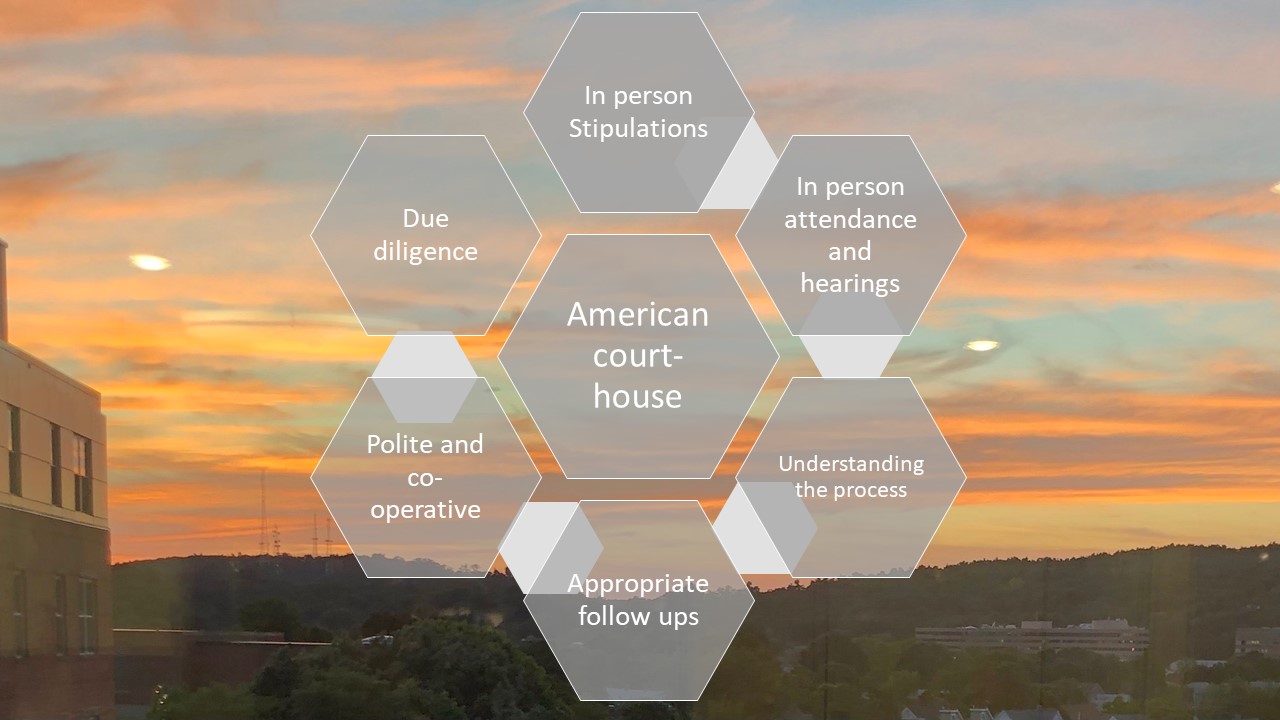 In person
Stipulations
In person
attendance
and
hearings
Due
diligence
American
court-
house
Polite and
co-
operative
Understanding
the process
Appropriate
follow ups